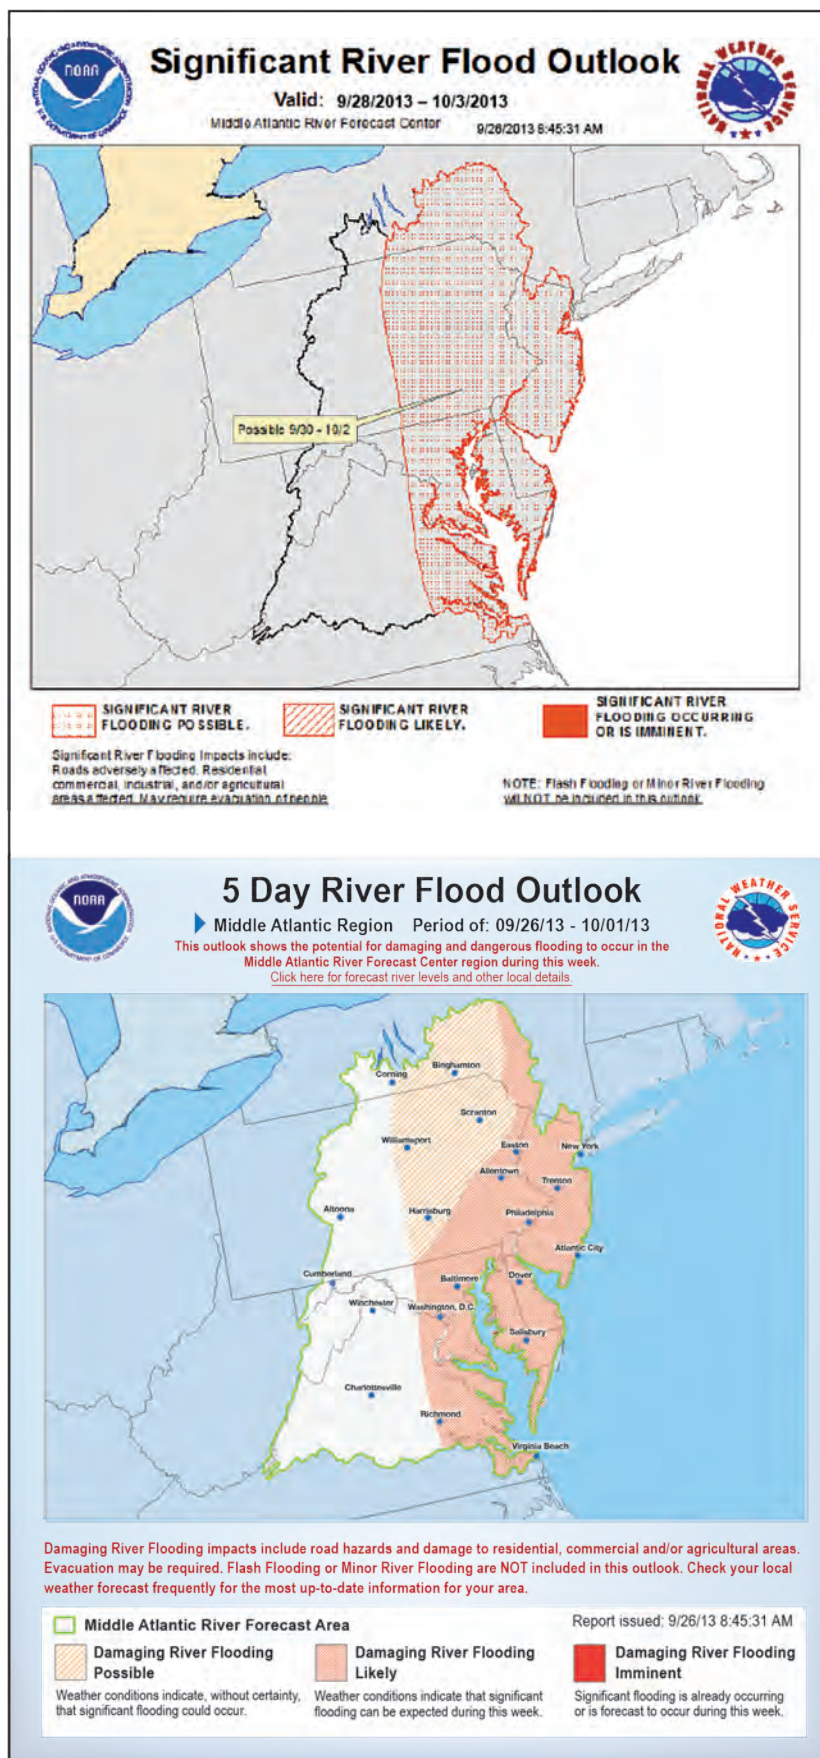 Significant River Flood Outlook
Valid: 9/28/2013 – 10/3/2013
Middle Atlantic River Forecast Center 9/26/2013 8:45:31 AM
NOAA
NATIONAL WEATHER SERVICE
Possible 9/30 - 10/2
SIGNIFICANT RIVER
FLOODING POSSIBLE.
SIGNIFICANT RIVER
FLOODING LIKELY.
SIGNIFICANT RIVER
FLOODING OCCURRING
OR IS IMMINENT.
Significant River Flooding Impacts include:
Roads adversely affected. Residential
commercial, industrial, and/or agricultural
areas affected. May require evacuation of people
NOTE: Flash Flooding or Minor River Flooding
will NOT be included in this outlook.
5 Day River Flood Outlook
NOAA
NATIONAL WEATHER SERVICE
Middle Atlantic Region Period of: 09/26/13 - 10/01/13
This outlook shows the potential for damaging and dangerous flooding to occur in the
Middle Atlantic River Forecast Center region during this week.
Click here for forecast river levels and other local details.
Binghamton
Corning
Scranton
Williamsport
Easton
New York
Allentown
Trenton
Altoona
Harrisburg
Philadelphia
Atlantic City
Cumberland
Baltimore
Dover
Winchester
Washington, D.C.
Salisbury
Charlottesville
Richmond
Virginia Beach
Damaging River Flooding impacts include road hazards and damage to residential, commercial and/or agricultural areas.
Evacuation may be required. Flash Flooding or Minor River Flooding are NOT included in this outlook. Check your local
weather forecast frequently for the most up-to-date information for your area.
Middle Atlantic River Forecast Area
Report issued: 9/26/13 8:45:31 AM
Damaging River Flooding
Possible
Weather conditions indicate, without certainty,
that significant flooding could occur.
Damaging River Flooding
Likely
Weather conditions indicate that significant
flooding can be expected during this week.
Damaging River Flooding
Imminent
Significant flooding is already occurring
or is forecast to occur during this week.